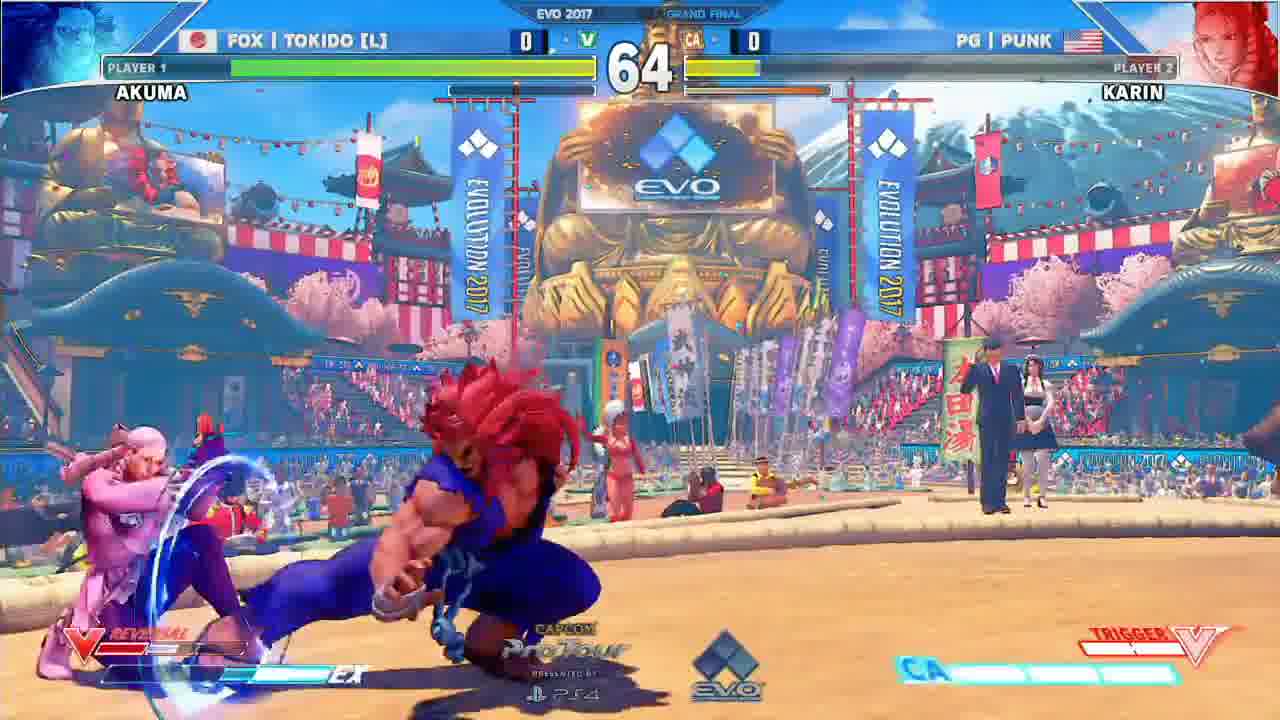 EVO 2017
GRAND FINAL
FOX | TOKIDO [L]
0
V
64
CA
0
PG | PUNK
PLAYER 1
PLAYER 2
AKUMA
KARIN
EVO
EVOLUTION 2017
EVOLUTION 2017
REVERSAL
EX
CAPCOM
Pro Tour
PRESENTED BY
PS4
EVO
TRIGGER
V
CA